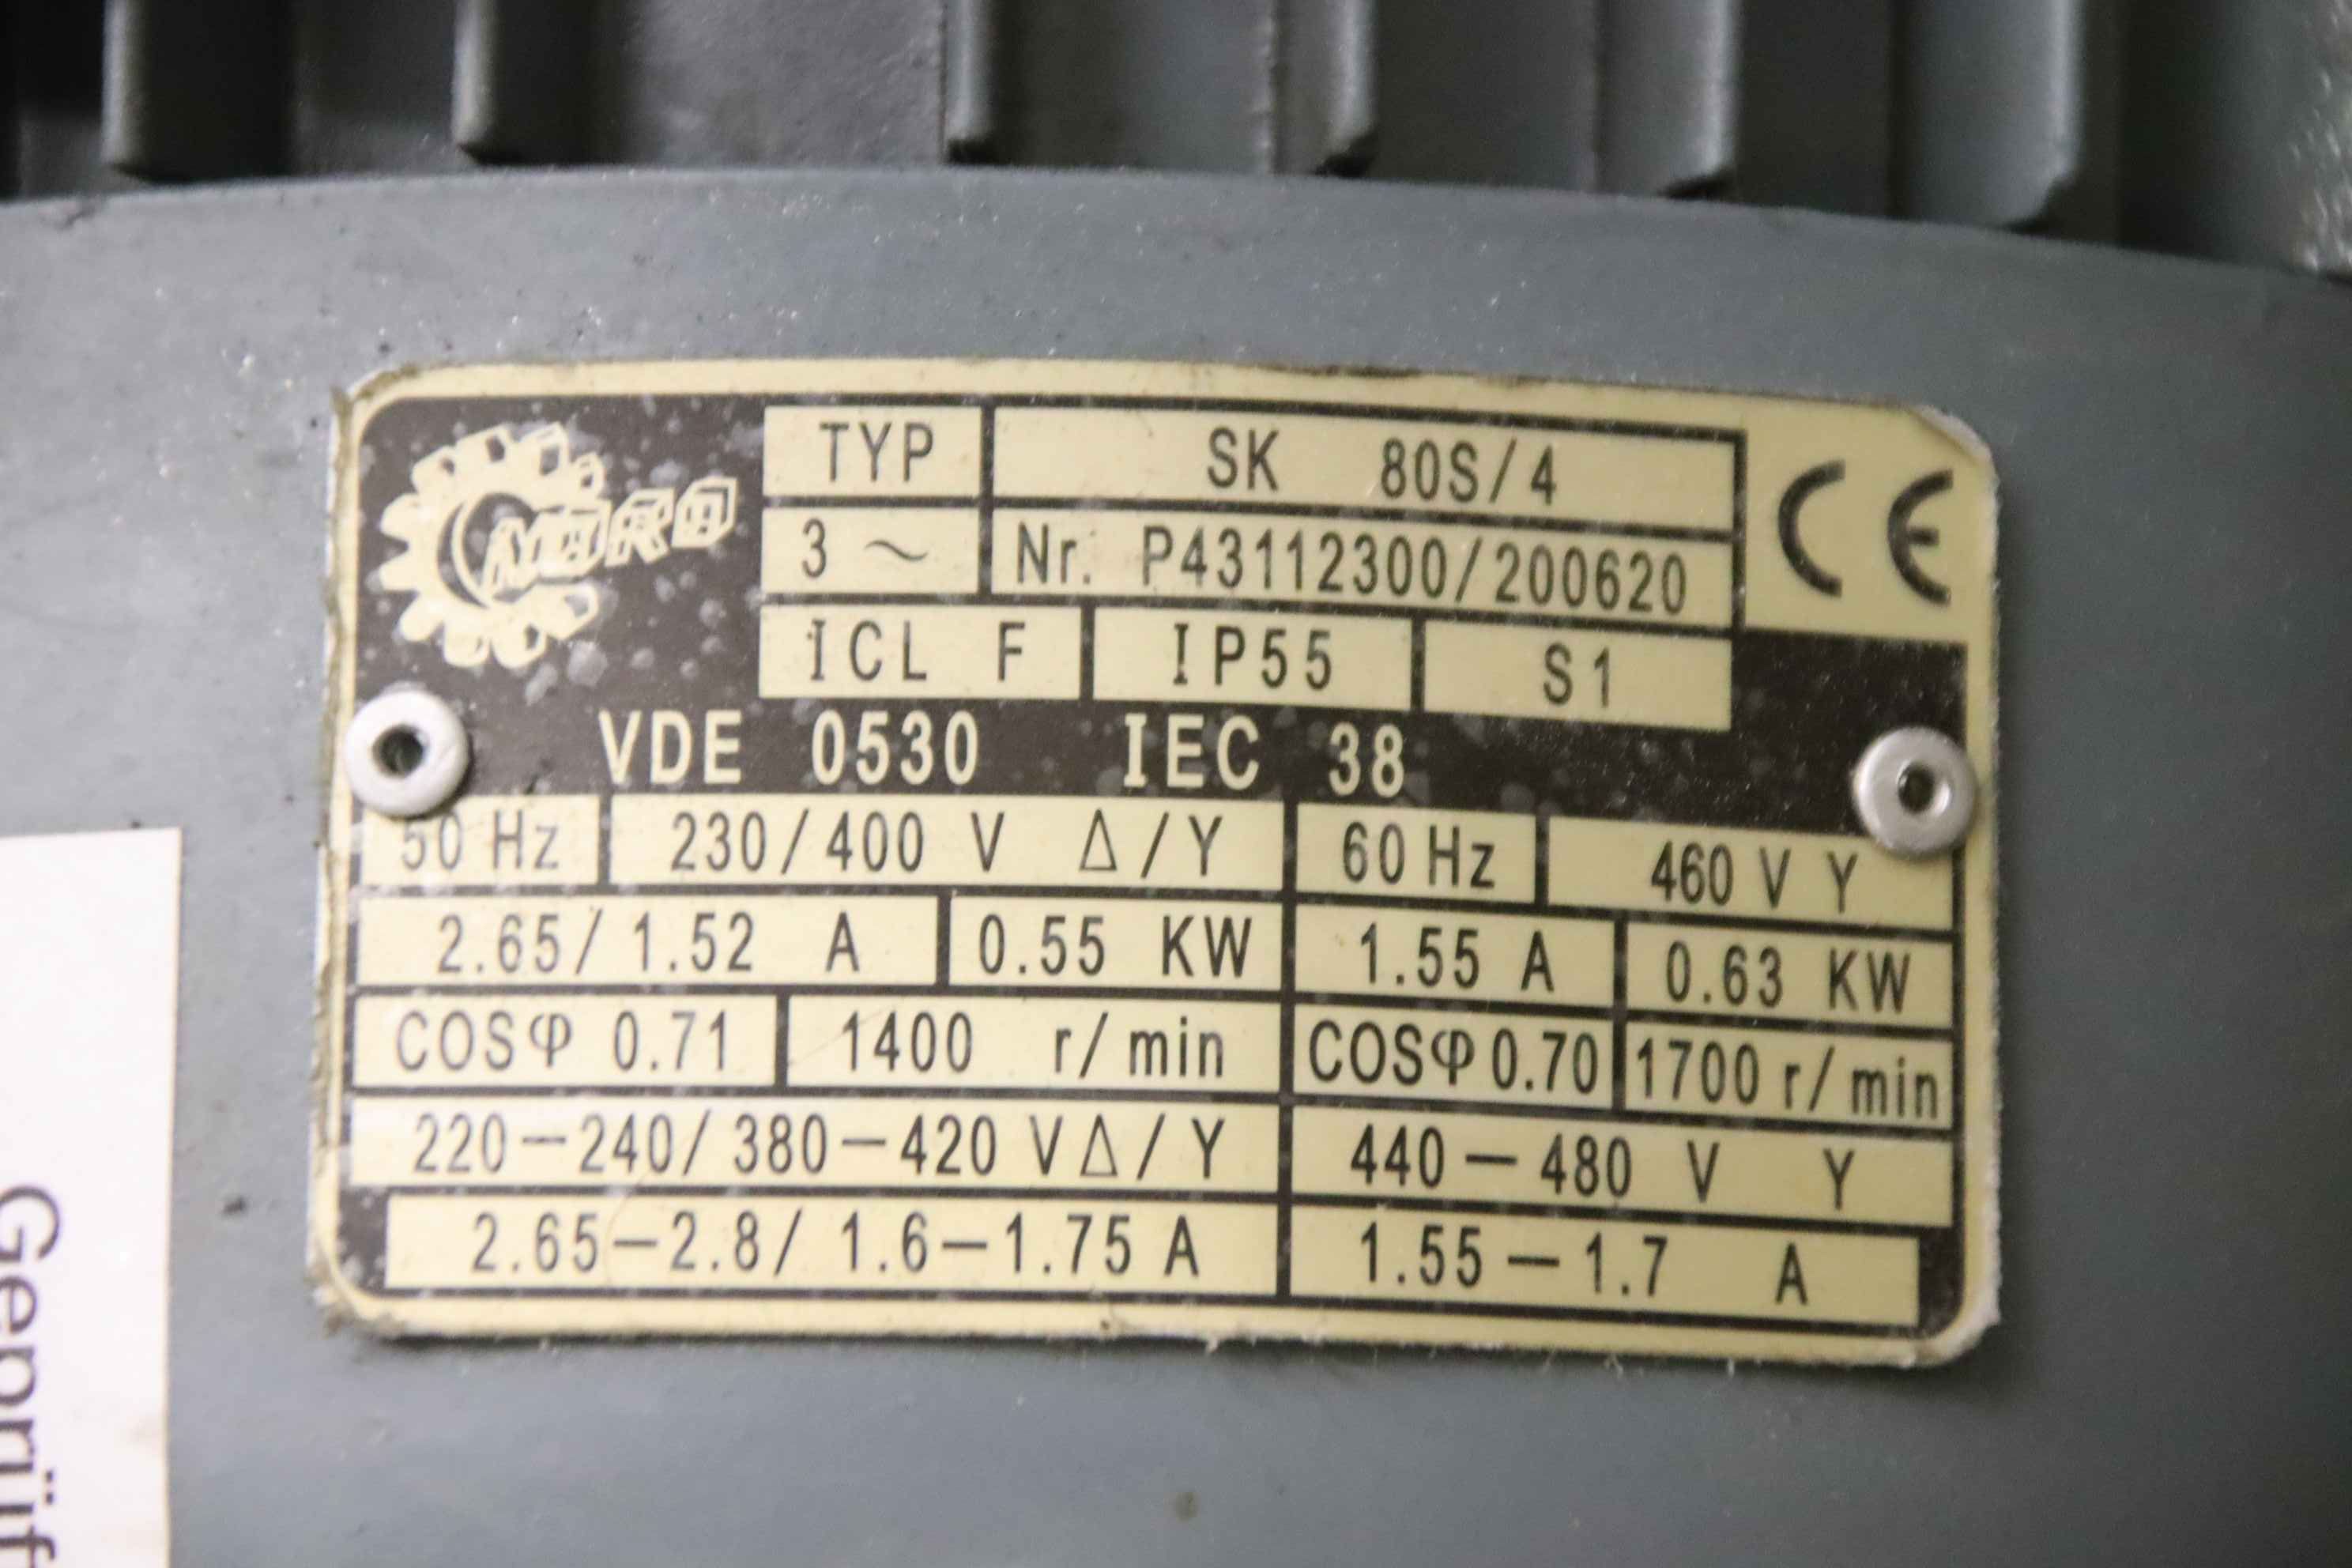 NORD
TYP SK 80S/4 CE
3 ~ Nr. P43112300/200620
ICL F IP55 S1
VDE 0530 IEC 38
50 Hz 230/400 V Δ/Y 60 Hz 460 V Y
2.65/1.52 A 0.55 KW 1.55 A 0.63 KW
COSφ 0.71 1400 r/min COSφ 0.70 1700 r/min
220-240/380-420 V Δ/Y 440-480 V Y
2.65-2.8/1.6-1.75 A 1.55-1.7 A
Geprüf